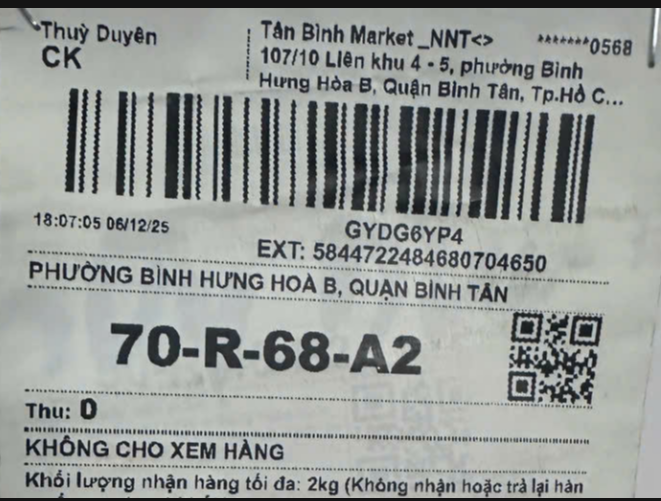 Thuỳ Duyên
CK
Tân Bình Market _NNT<> *******0568
107/10 Liên khu 4 - 5, phường Bình
Hưng Hòa B, Quận Bình Tân, Tp.Hồ C...
18:07:05 06/12/25
GYDG6YP4
EXT: 5844722484680704650
PHƯỜNG BÌNH HƯNG HOÀ B, QUẬN BÌNH TÂN
70-R-68-A2
Thu: 0
KHÔNG CHO XEM HÀNG
Khối lượng nhận hàng tối đa: 2kg (Không nhận hoặc trả lại hàn